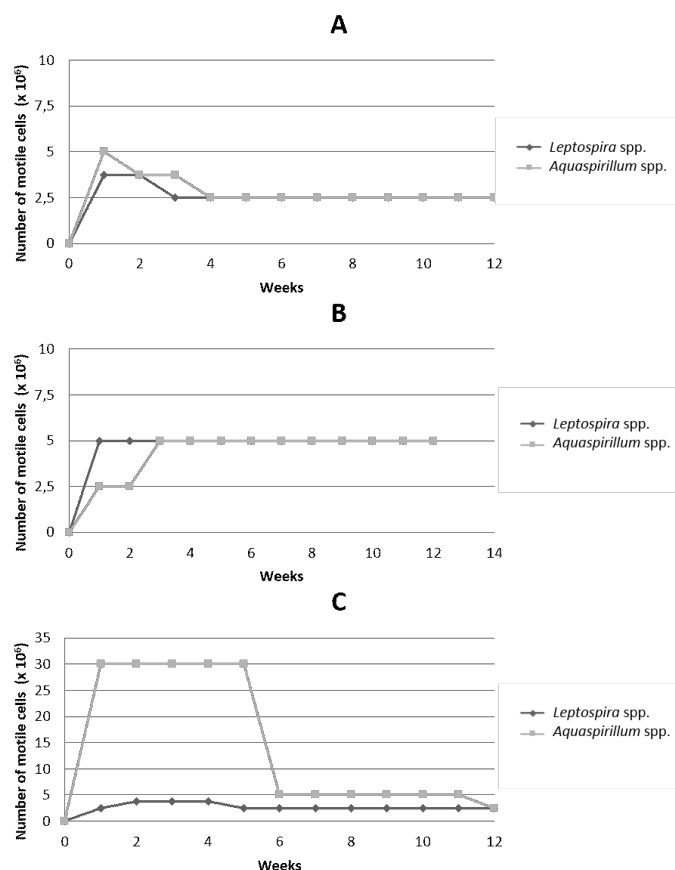 A
Number of motile cells (x 10⁶)
10
7,5
5
2,5
0
0 2 4 6 8 10 12
Weeks
Leptospira spp.
Aquaspirillum spp.
B
Number of motile cells (x 10⁶)
10
7,5
5
2,5
0
0 2 4 6 8 10 12 14
Weeks
Leptospira spp.
Aquaspirillum spp.
C
Number of motile cells (x 10⁶)
35
30
25
20
15
10
5
0
0 2 4 6 8 10 12
Weeks
Leptospira spp.
Aquaspirillum spp.